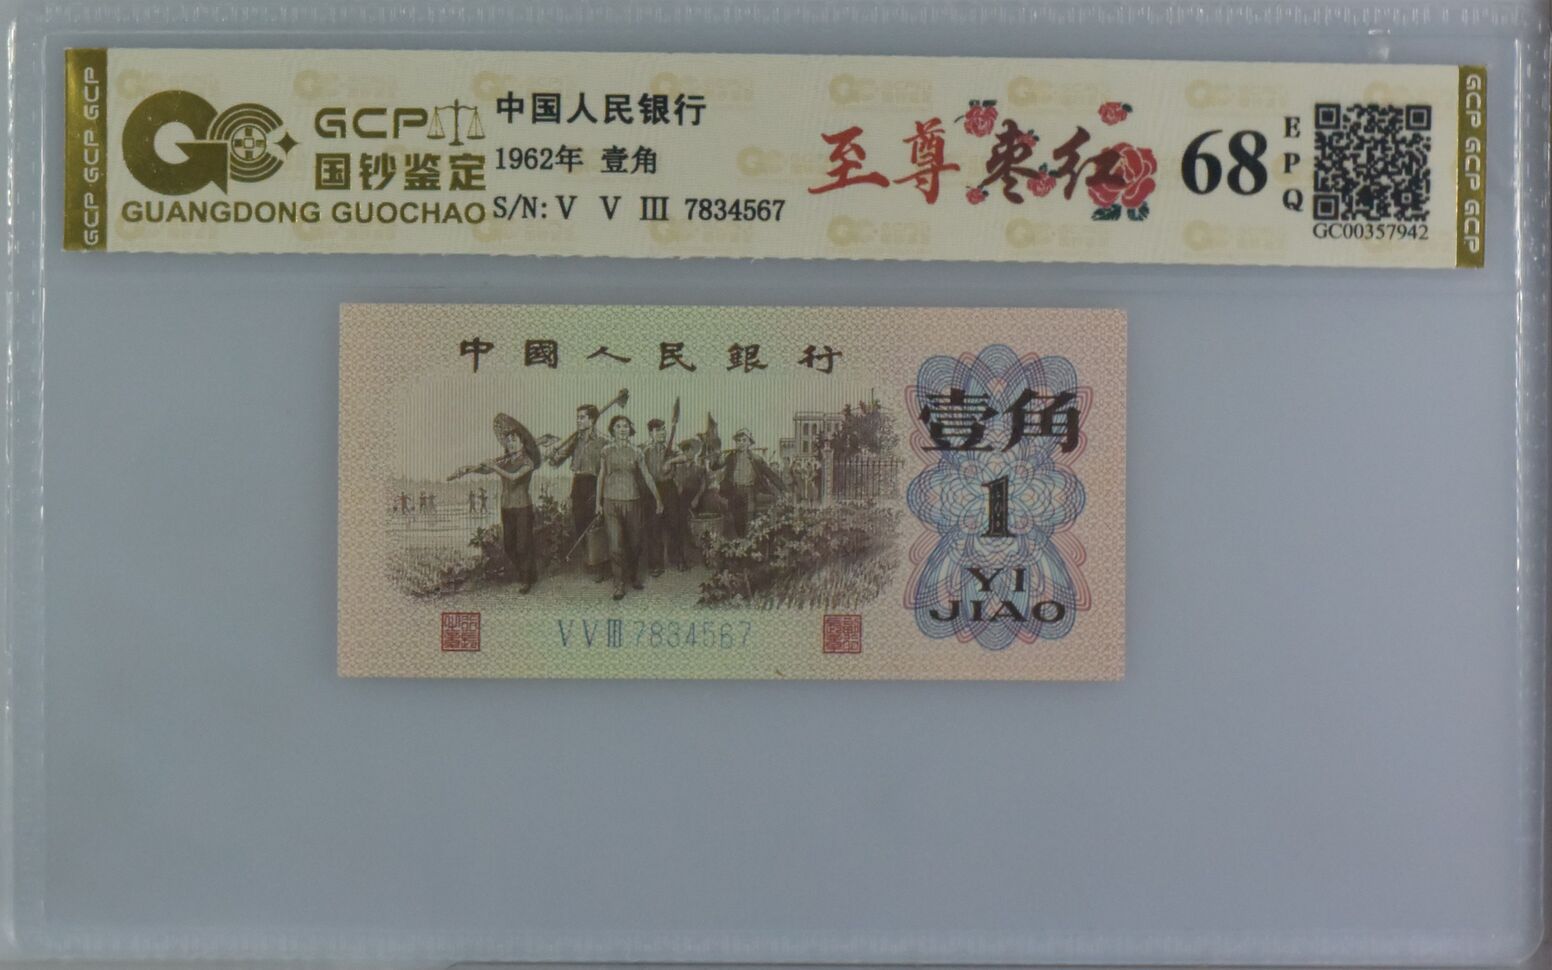 GCP GCP GCP
GCP
国钞鉴定
GUANGDONG GUOCHAO
中国人民银行
1962年 壹角
S/N: V V III 7834567
至尊枣红
68
EPQ
GC00357942
GCP GCP GCP
中國人民銀行
壹角
1
YI
JIAO
V V III 7834567